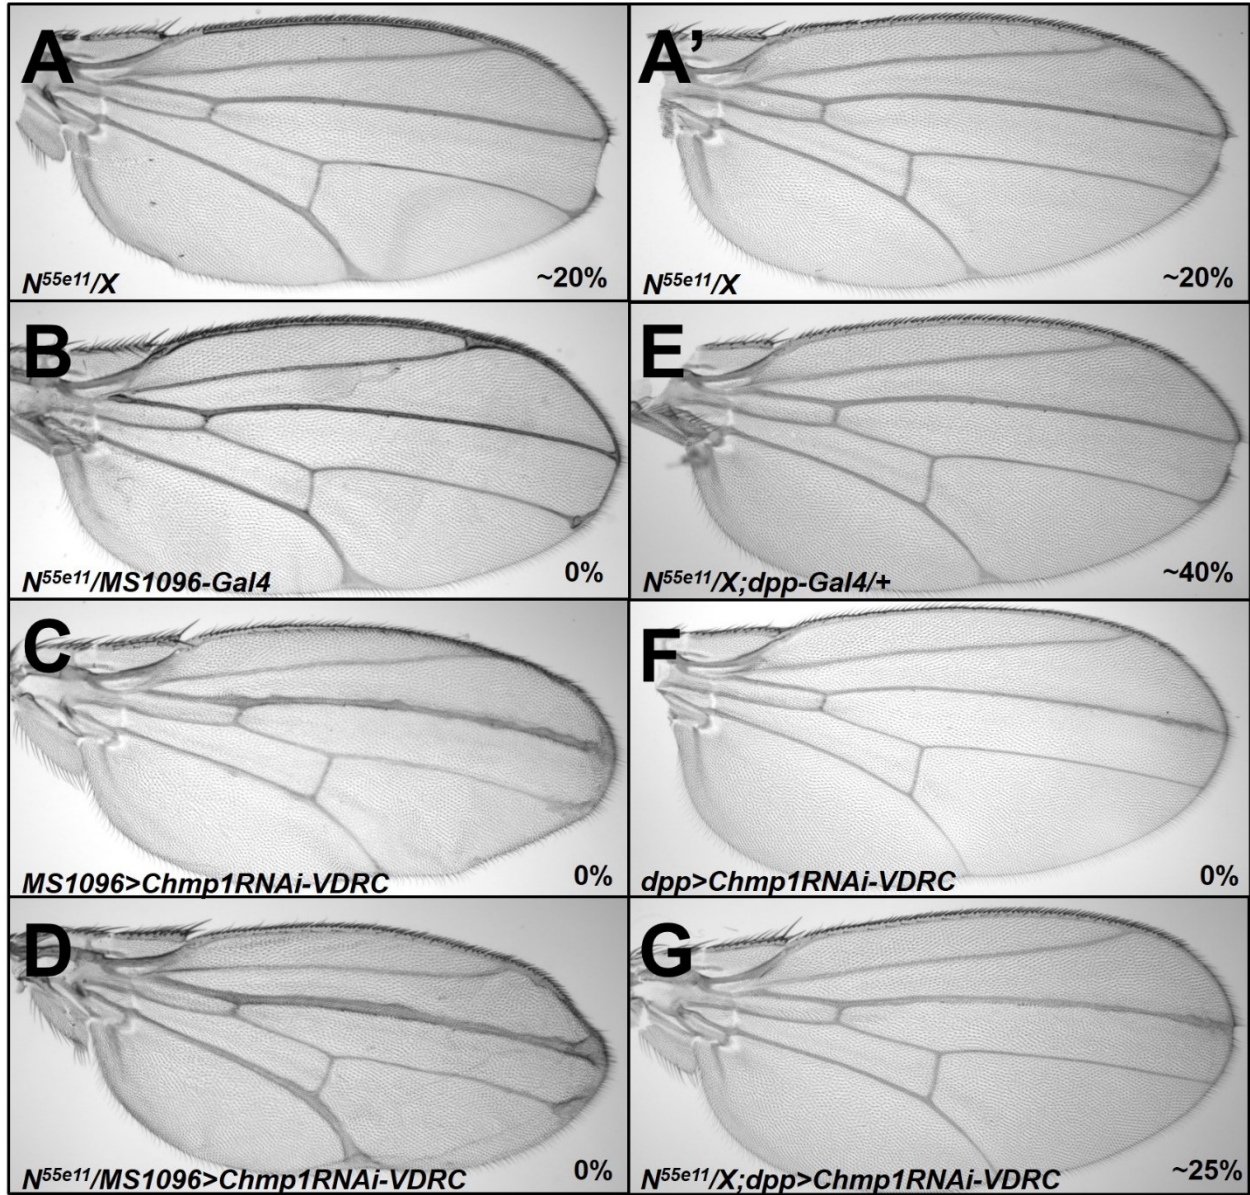 A
N55e11/X
~20%
A’
N55e11/X
~20%
B
N55e11/MS1096-Gal4
0%
E
N55e11/X;dpp-Gal4/+
~40%
C
MS1096>Chmp1RNAi-VDRC
0%
F
dpp>Chmp1RNAi-VDRC
0%
D
N55e11/MS1096>Chmp1RNAi-VDRC
0%
G
N55e11/X;dpp>Chmp1RNAi-VDRC
~25%